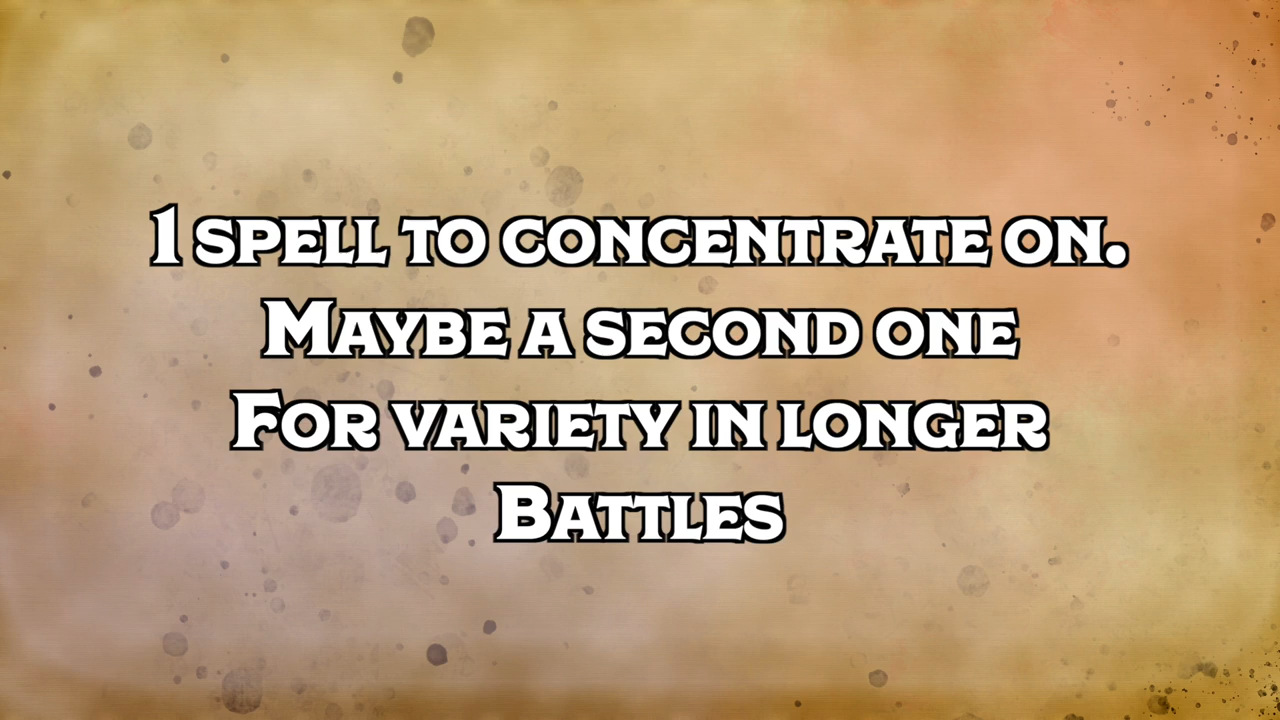 1 spell to concentrate on.
Maybe a second one
For variety in longer
Battles